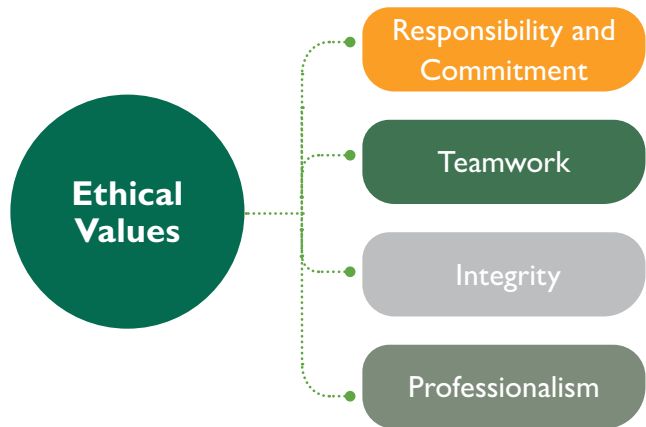 Ethical
Values
Responsibility and
Commitment
Teamwork
Integrity
Professionalism